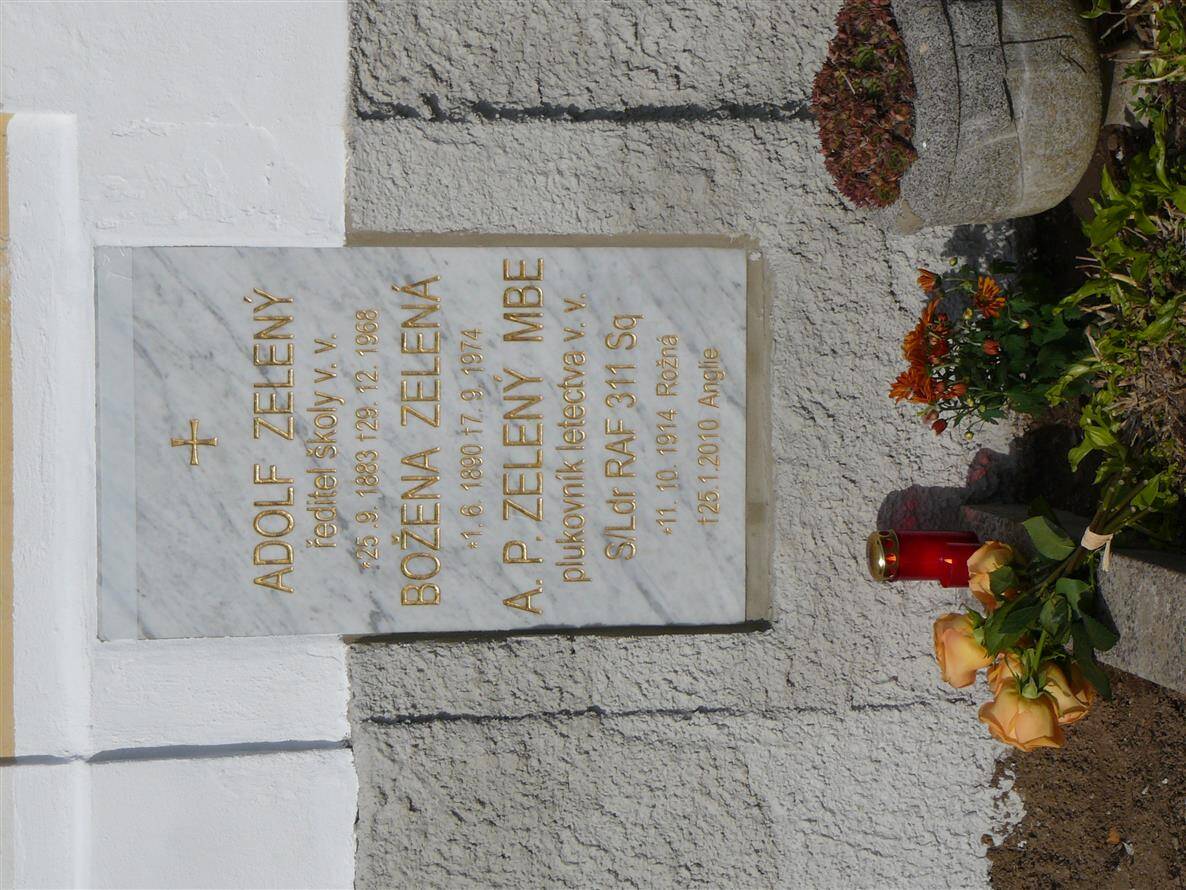 ADOLF ZELENÝ
ředitel školy v. v.
*25. 9. 1883 †29. 12. 1968
BOŽENA ZELENÁ
*1. 6. 1890 †7. 9. 1974
A. P. ZELENÝ MBE
plukovník letectva v. v.
S/Ldr RAF 311 Sq
*11. 10. 1914 Rožná
†25.1.2010 Anglie